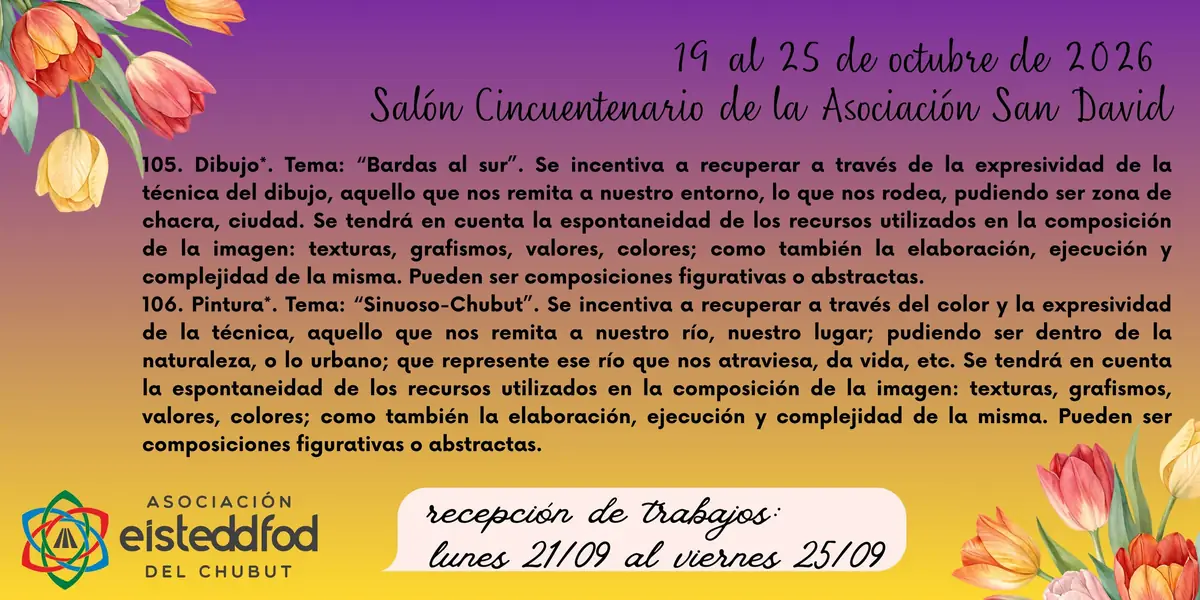 19 al 25 de octubre de 2026
Salón Cincuentenario de la Asociación San David
105. Dibujo*. Tema: “Bardas al sur”. Se incentiva a recuperar a través de la expresividad de la
técnica del dibujo, aquello que nos remita a nuestro entorno, lo que nos rodea, pudiendo ser zona de
chacra, ciudad. Se tendrá en cuenta la espontaneidad de los recursos utilizados en la composición
de la imagen: texturas, grafismos, valores, colores; como también la elaboración, ejecución y
complejidad de la misma. Pueden ser composiciones figurativas o abstractas.
106. Pintura*. Tema: “Sinuoso-Chubut”. Se incentiva a recuperar a través del color y la expresividad
de la técnica, aquello que nos remita a nuestro río, nuestro lugar; pudiendo ser dentro de la
naturaleza, o lo urbano; que represente ese río que nos atraviesa, da vida, etc. Se tendrá en cuenta
la espontaneidad de los recursos utilizados en la composición de la imagen: texturas, grafismos,
valores, colores; como también la elaboración, ejecución y complejidad de la misma. Pueden ser
composiciones figurativas o abstractas.
ASOCIACIÓN
eisteddfod
DEL CHUBUT
recepción de trabajos:
lunes 21/09 al viernes 25/09